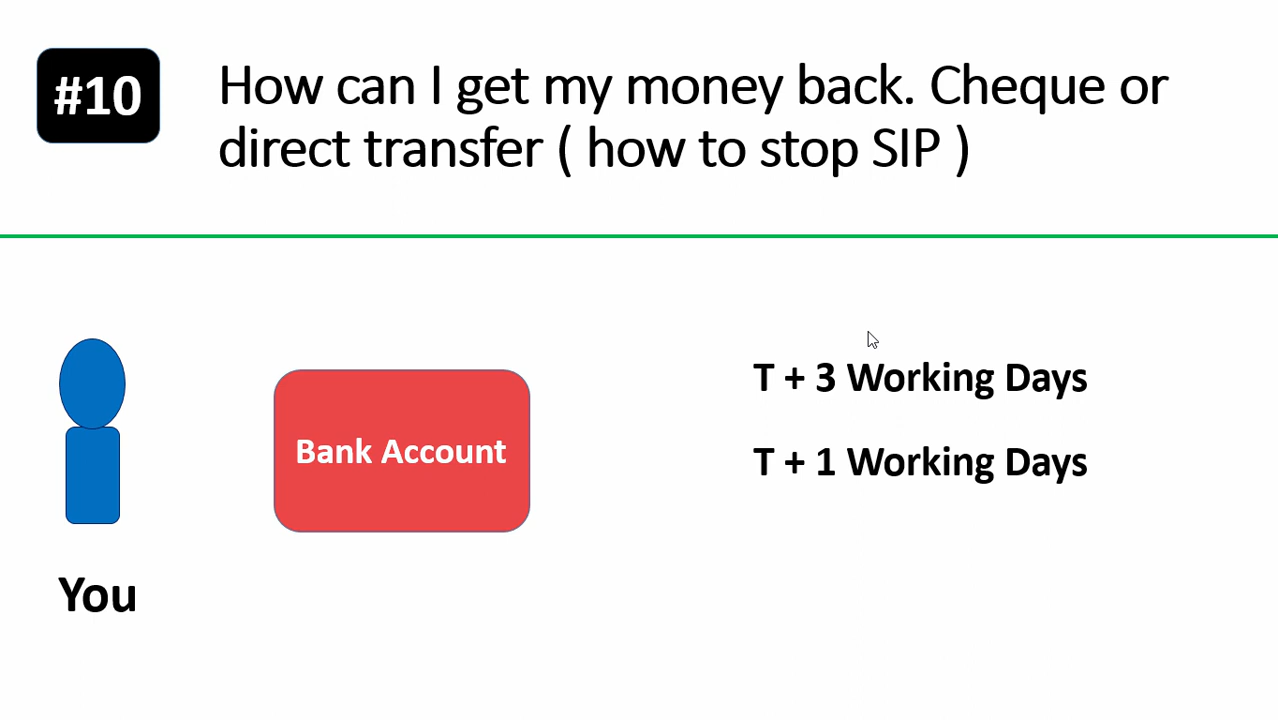 #10
How can I get my money back. Cheque or
direct transfer ( how to stop SIP )
T + 3 Working Days
Bank Account
T + 1 Working Days
You